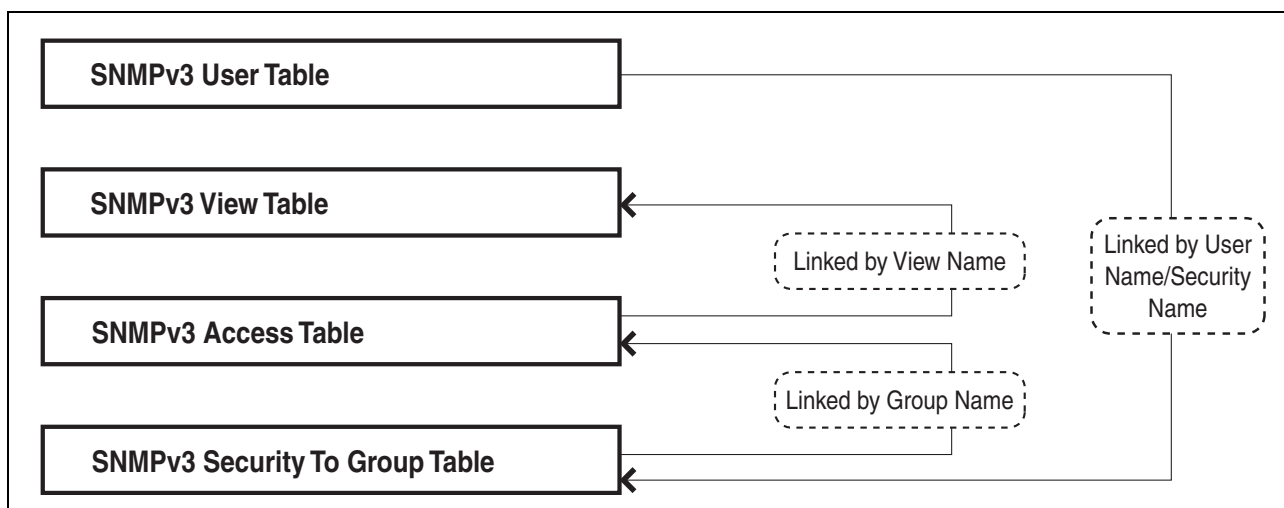 SNMPv3 User Table
SNMPv3 View Table
Linked by View Name
Linked by User
Name/Security
Name
SNMPv3 Access Table
Linked by Group Name
SNMPv3 Security To Group Table